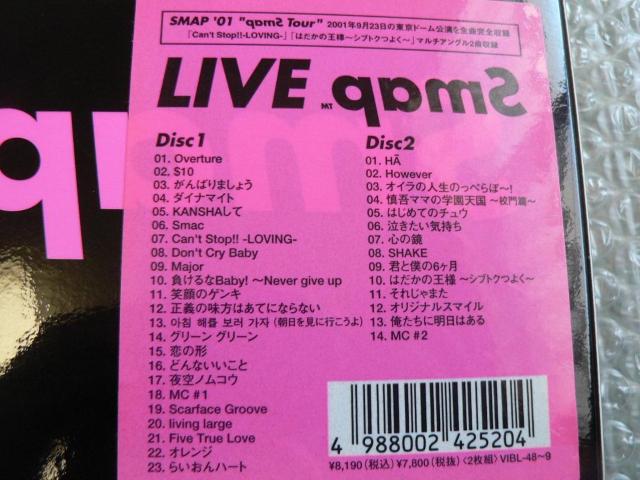 SMAP '01 "pamS Tour" 2001年9月23日の東京ドーム公演を全曲完全収録
「Can't Stop!!-LOVING-」「はだかの王様~シブトクつよく~」マルチアングル2曲収録
LIVE pamS TM
Disc1
01. Overture
02. $10
03. がんばりましょう
04. ダイナマイト
05. KANSHAして
06. Smac
07. Can't Stop!! -LOVING-
08. Don't Cry Baby
09. Major
10. 負けるなBaby! ~Never give up
11. 笑顔のゲンキ
12. 正義の味方はあてにならない
13. 아침 해를 보러 가자 (朝日を見に行こうよ)
14. グリーン グリーン
15. 恋の形
16. どんないいこと
17. 夜空ノムコウ
18. MC #1
19. Scarface Groove
20. living large
21. Five True Love
22. オレンジ
23. らいおんハート
Disc2
01. HĀ
02. However
03. オイラの人生のっぺらぼ~!
04. 慎吾ママの学園天国 ~校門篇~
05. はじめてのチュウ
06. 泣きたい気持ち
07. 心の鏡
08. SHAKE
09. 君と僕の6ヶ月
10. はだかの王様 ~シブトクつよく~
11. それじゃまた
12. オリジナルスマイル
13. 俺たちに明日はある
14. MC #2
4 988002 425204
¥8,190(税込) ¥7,800(税抜) 〈2枚組〉 VIBL-48~9